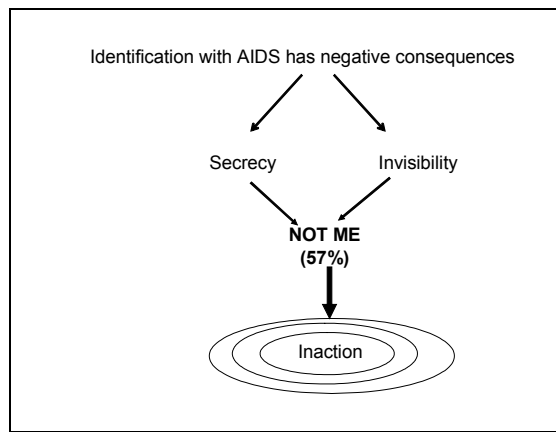 Identification with AIDS has negative consequences
Secrecy
Invisibility
NOT ME
(57%)
Inaction